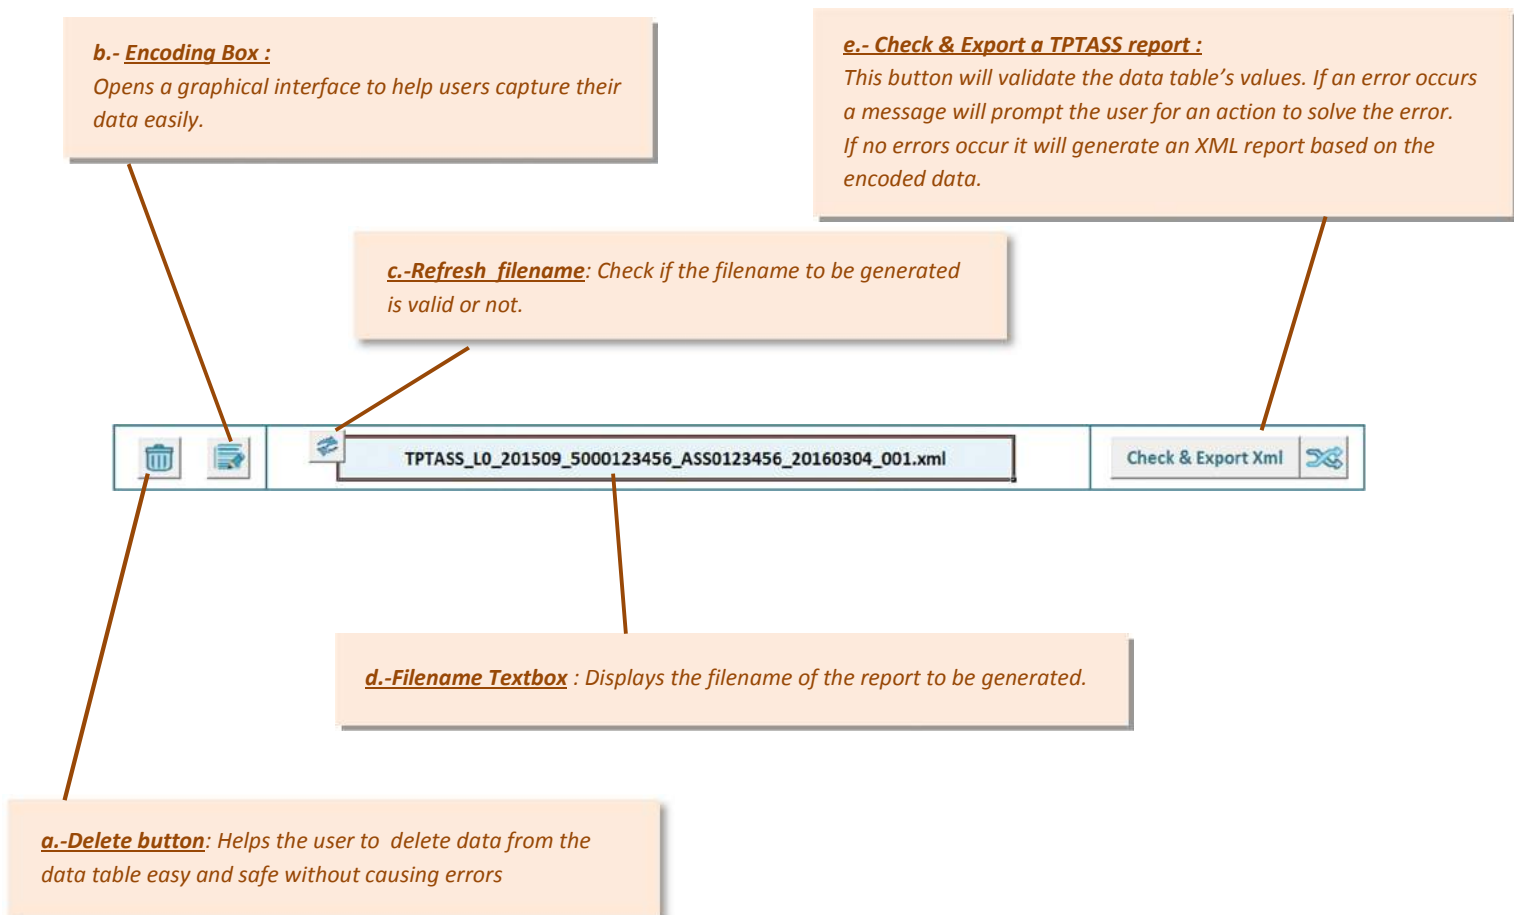 b.- Encoding Box :
Opens a graphical interface to help users capture their
data easily.
e.- Check & Export a TPTASS report :
This button will validate the data table’s values. If an error occurs
a message will prompt the user for an action to solve the error.
If no errors occur it will generate an XML report based on the
encoded data.
c.-Refresh filename: Check if the filename to be generated
is valid or not.
TPTASS_L0_201509_5000123456_ASS0123456_20160304_001.xml
Check & Export Xml
d.-Filename Textbox : Displays the filename of the report to be generated.
a.-Delete button: Helps the user to delete data from the
data table easy and safe without causing errors